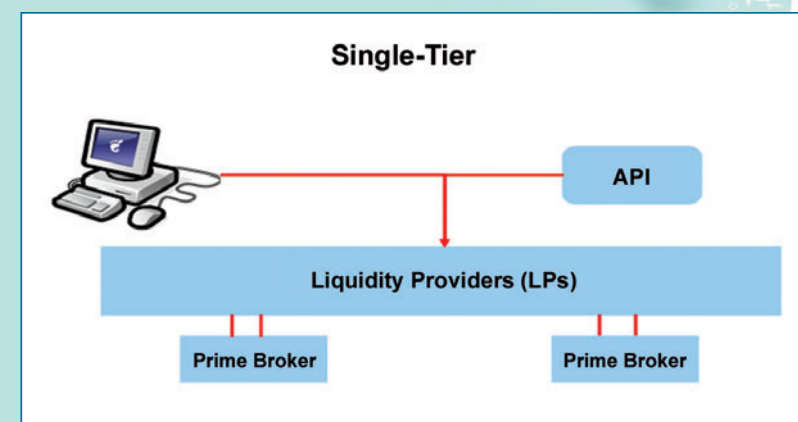 Single-Tier
API
Liquidity Providers (LPs)
Prime Broker
Prime Broker